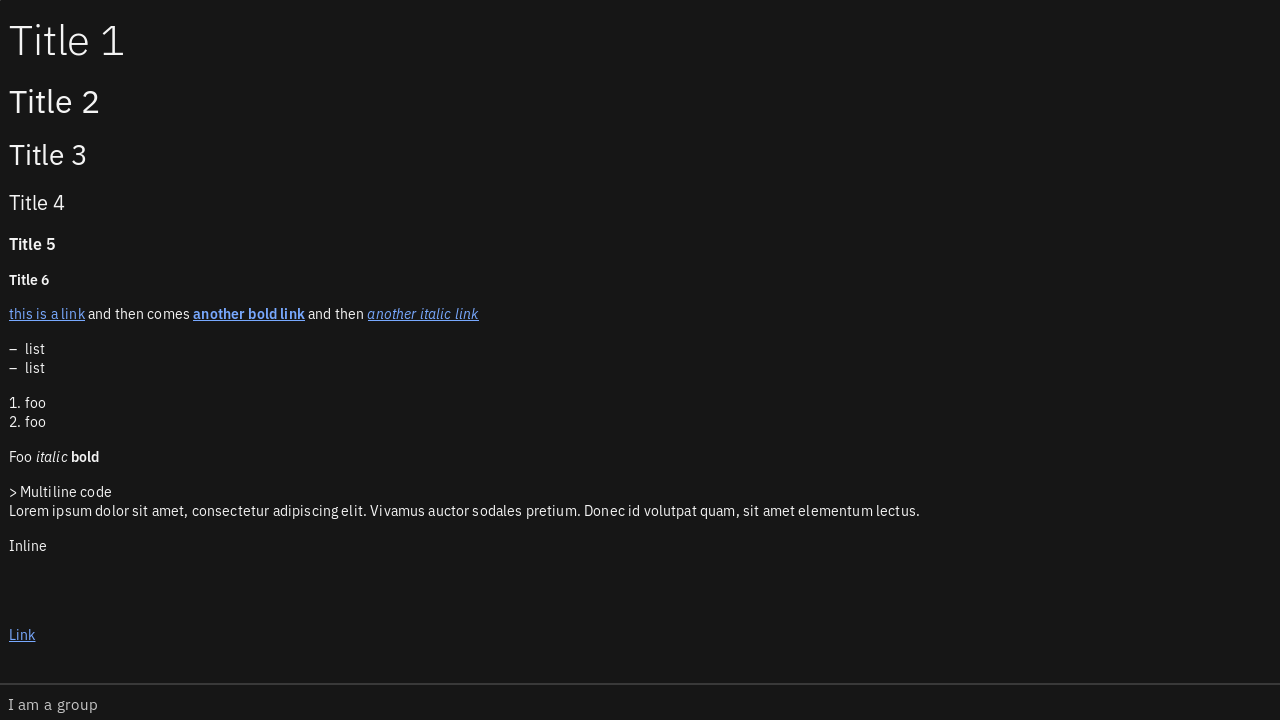 Title 1
Title 2
Title 3
Title 4
Title 5
Title 6
this is a link and then comes another bold link and then another italic link
– list
– list
1. foo
2. foo
Foo italic bold
> Multiline code
Lorem ipsum dolor sit amet, consectetur adipiscing elit. Vivamus auctor sodales pretium. Donec id volutpat quam, sit amet elementum lectus.
Inline
Link
I am a group